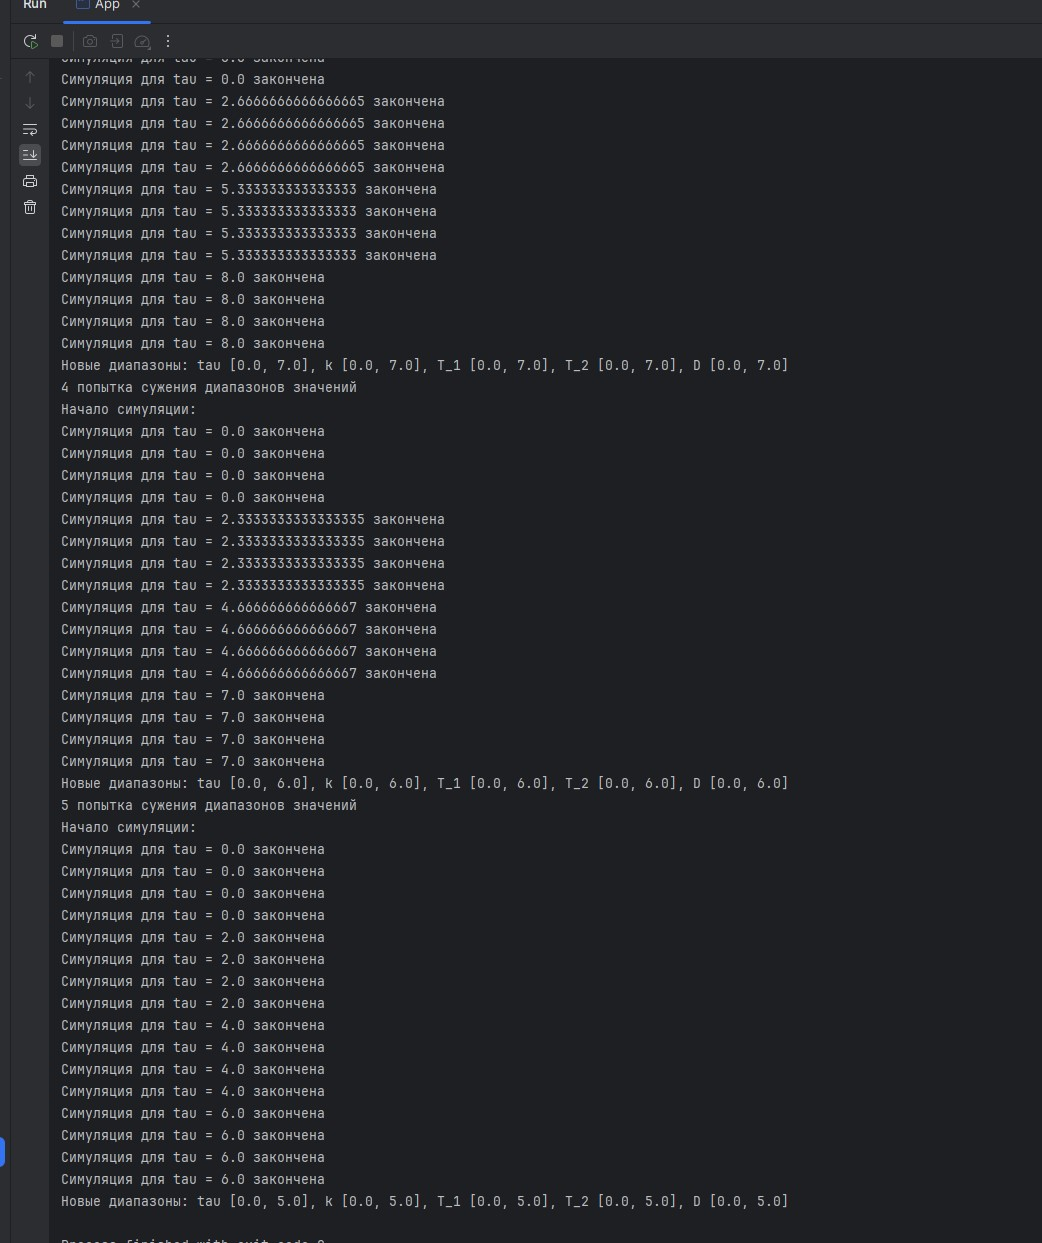 Run App
Симуляция для tau = 0.0 закончена
Симуляция для tau = 0.0 закончена
Симуляция для tau = 2.6666666666666665 закончена
Симуляция для tau = 2.6666666666666665 закончена
Симуляция для tau = 2.6666666666666665 закончена
Симуляция для tau = 2.6666666666666665 закончена
Симуляция для tau = 5.333333333333333 закончена
Симуляция для tau = 5.333333333333333 закончена
Симуляция для tau = 5.333333333333333 закончена
Симуляция для tau = 5.333333333333333 закончена
Симуляция для tau = 8.0 закончена
Симуляция для tau = 8.0 закончена
Симуляция для tau = 8.0 закончена
Симуляция для tau = 8.0 закончена
Новые диапазоны: tau [0.0, 7.0], k [0.0, 7.0], T_1 [0.0, 7.0], T_2 [0.0, 7.0], D [0.0, 7.0]
4 попытка сужения диапазонов значений
Начало симуляции:
Симуляция для tau = 0.0 закончена
Симуляция для tau = 0.0 закончена
Симуляция для tau = 0.0 закончена
Симуляция для tau = 0.0 закончена
Симуляция для tau = 2.3333333333333335 закончена
Симуляция для tau = 2.3333333333333335 закончена
Симуляция для tau = 2.3333333333333335 закончена
Симуляция для tau = 2.3333333333333335 закончена
Симуляция для tau = 4.666666666666667 закончена
Симуляция для tau = 4.666666666666667 закончена
Симуляция для tau = 4.666666666666667 закончена
Симуляция для tau = 4.666666666666667 закончена
Симуляция для tau = 7.0 закончена
Симуляция для tau = 7.0 закончена
Симуляция для tau = 7.0 закончена
Симуляция для tau = 7.0 закончена
Новые диапазоны: tau [0.0, 6.0], k [0.0, 6.0], T_1 [0.0, 6.0], T_2 [0.0, 6.0], D [0.0, 6.0]
5 попытка сужения диапазонов значений
Начало симуляции:
Симуляция для tau = 0.0 закончена
Симуляция для tau = 0.0 закончена
Симуляция для tau = 0.0 закончена
Симуляция для tau = 0.0 закончена
Симуляция для tau = 2.0 закончена
Симуляция для tau = 2.0 закончена
Симуляция для tau = 2.0 закончена
Симуляция для tau = 2.0 закончена
Симуляция для tau = 4.0 закончена
Симуляция для tau = 4.0 закончена
Симуляция для tau = 4.0 закончена
Симуляция для tau = 4.0 закончена
Симуляция для tau = 6.0 закончена
Симуляция для tau = 6.0 закончена
Симуляция для tau = 6.0 закончена
Симуляция для tau = 6.0 закончена
Новые диапазоны: tau [0.0, 5.0], k [0.0, 5.0], T_1 [0.0, 5.0], T_2 [0.0, 5.0], D [0.0, 5.0]